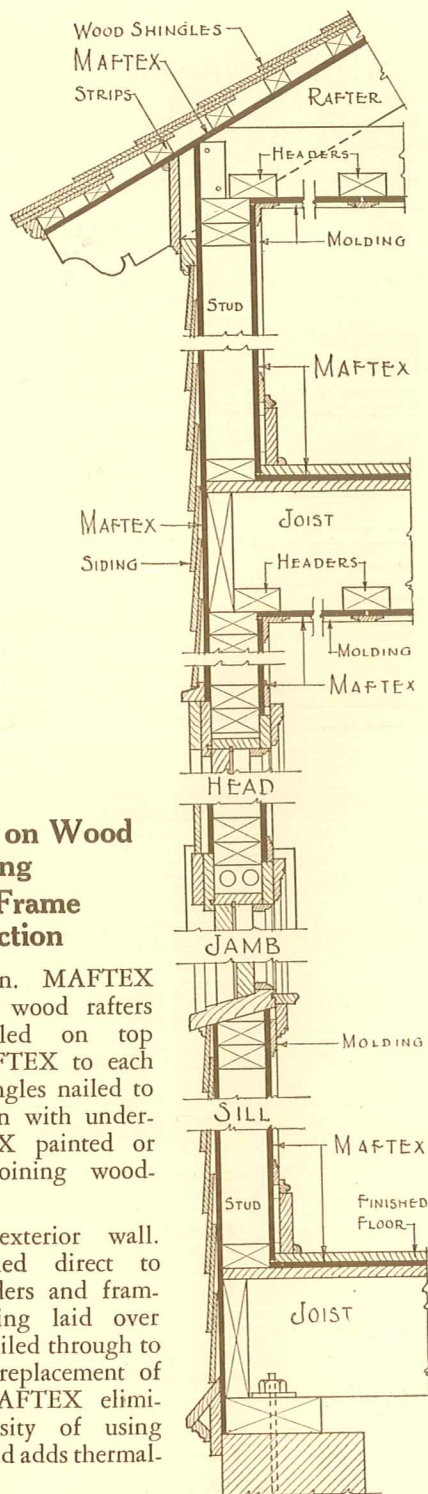 WOOD SHINGLES
MAFTEX
STRIPS
RAFTER
HEADERS
MOLDING
STUD
MAFTEX
MAFTEX
SIDING
JOIST
HEADERS
MOLDING
MAFTEX
HEAD
JAMB
MOLDING
SILL
MAFTEX
STUD
FINISHED
FLOOR
JOIST
on Wood
ng
Frame
ction
n. MAFTEX
wood rafters
led on top
FTEX to each
ngles nailed to
n with under-
X painted or
oining wood-
exterior wall.
ed direct to
ders and fram-
ing laid over
iled through to
replacement of
AFTEX elimi-
sity of using
d adds thermal-